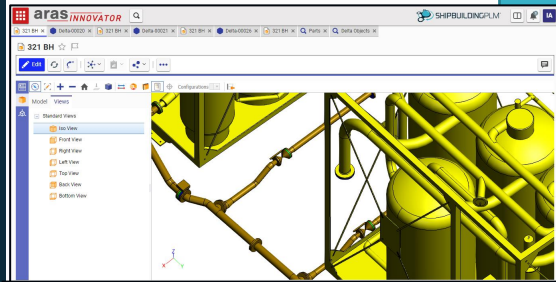 aras INNOVATOR
SHIPBUILDINGPLM IA
321 BH × Delta-00020 × 321 BH × Delta-00021 × 321 BH × Delta-00026 × 321 BH × Parts × Delta Objects ×
321 BH
Edit
Configurations
Model Views
Standard Views
Iso View
Front View
Right View
Left View
Top View
Back View
Bottom View
Z
X Y